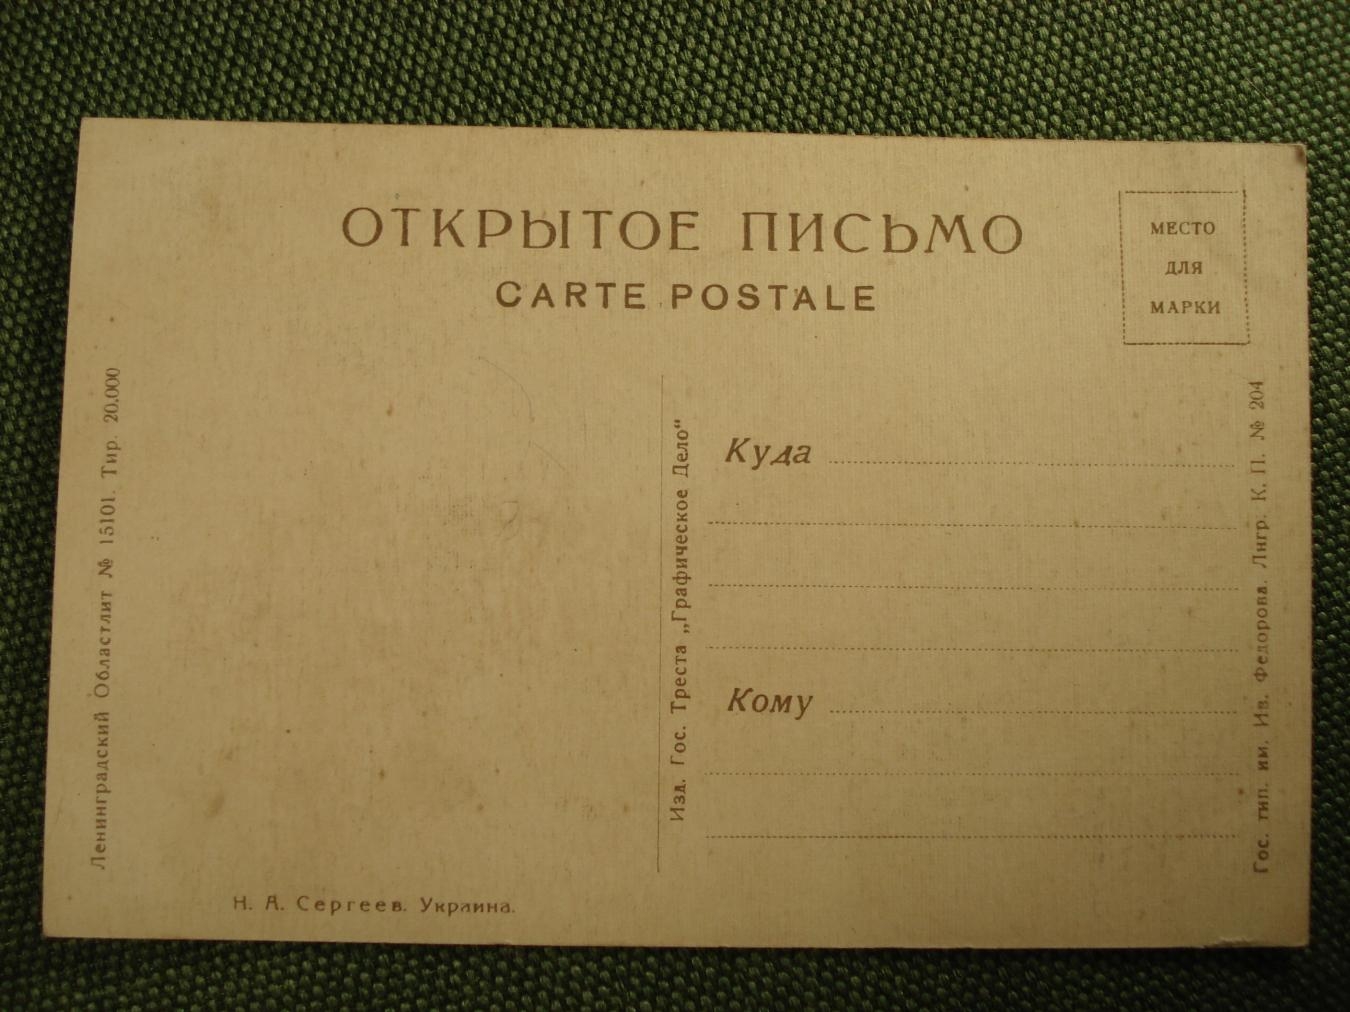 ОТКРЫТОЕ ПИСЬМО
CARTE POSTALE
МЕСТО
ДЛЯ
МАРКИ
Ленинградский Областлит № 15101. Тир. 20.000
Изд. Гос. Треста „Графическое Дело“
Куда
Кому
Гос. тип. им. Ив. Федорова. Лнгр. К. П. № 204
Н. А. Сергеев. Украина.